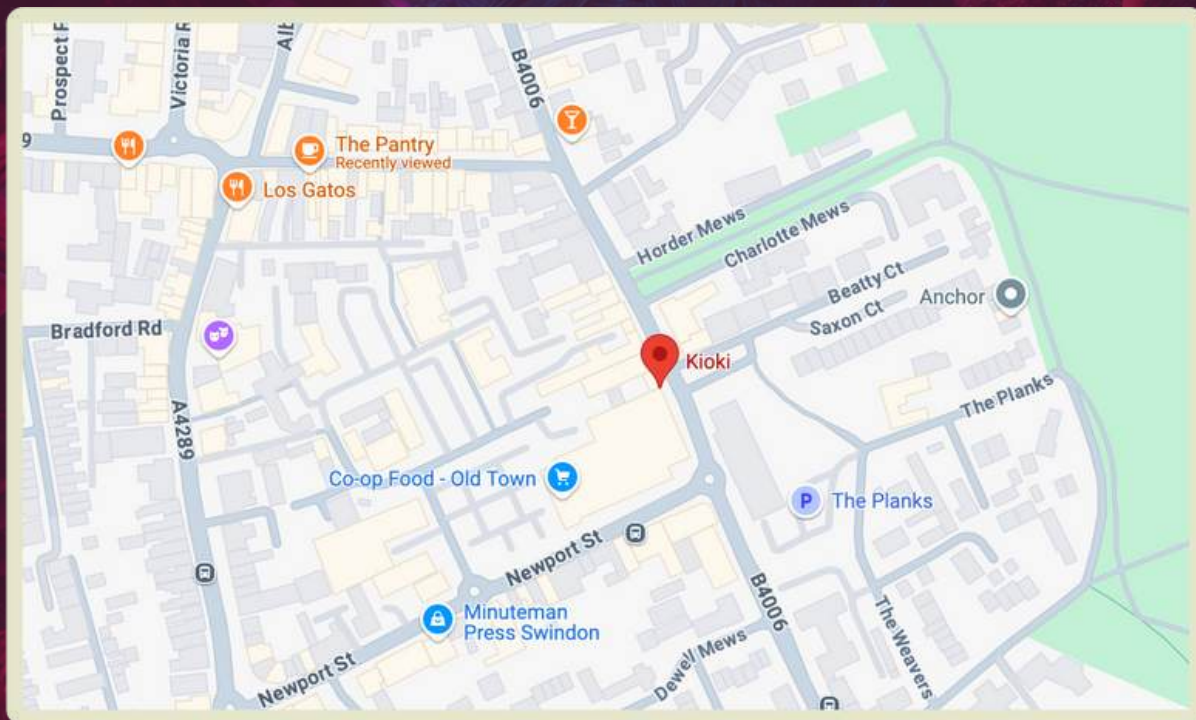 Prospect R
Victoria R
Alb
B4006
9
The Pantry
Recently viewed
Los Gatos
Horder Mews
Charlotte Mews
Beatty Ct
Saxon Ct
Anchor
Bradford Rd
Kioki
The Planks
A4289
Co-op Food - Old Town
P
The Planks
Newport St
Minuteman
Press Swindon
B4006
The Weavers
Dewell Mews
Newport St